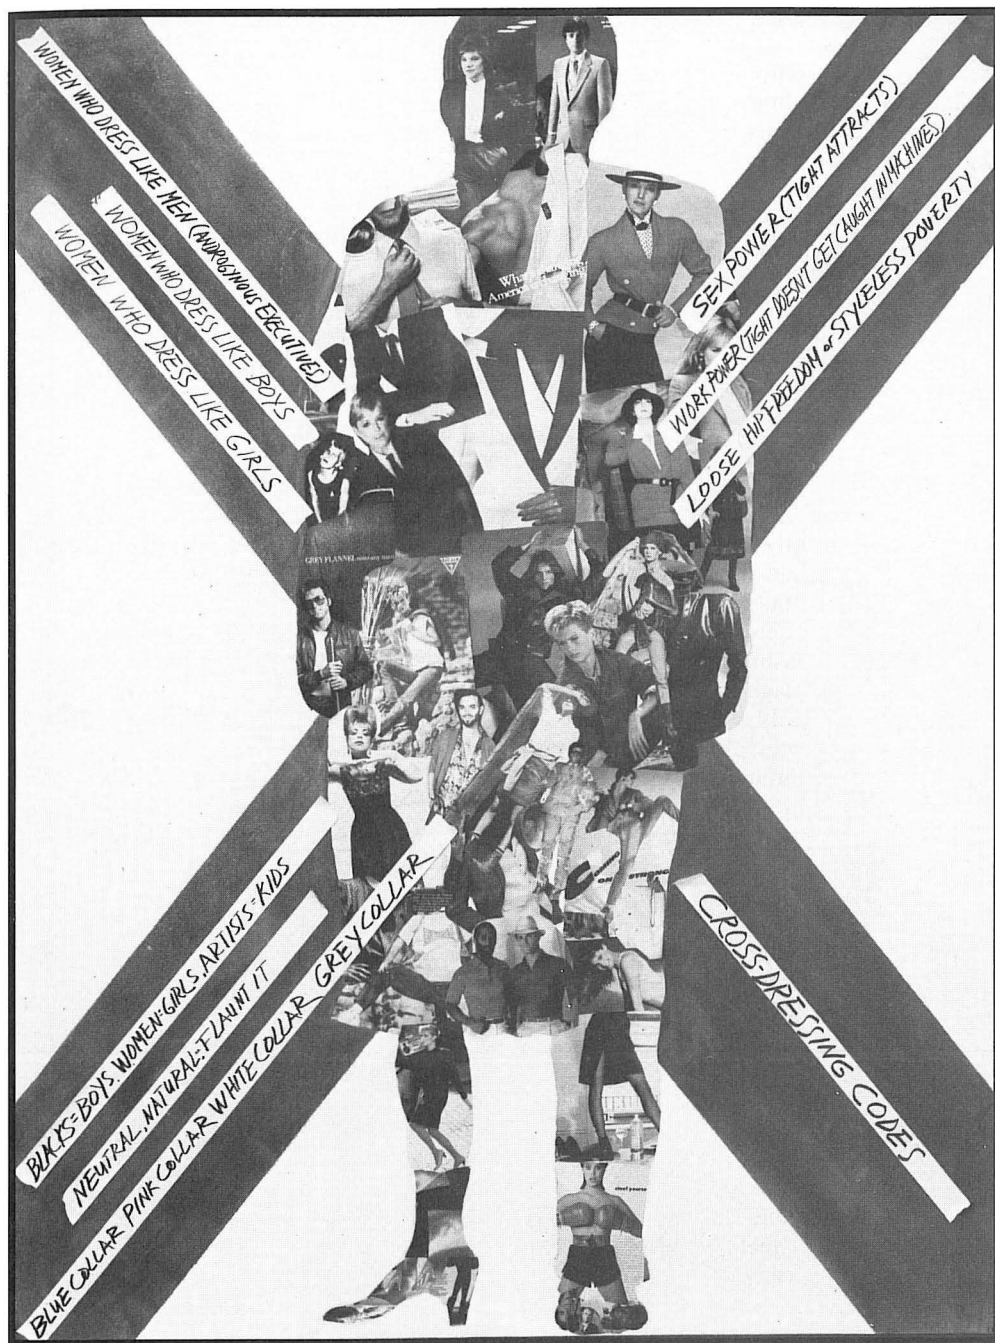 WOMEN WHO DRESS LIKE MEN (ANDROGYNOUS EXECUTIVES)
WOMEN WHO DRESS LIKE BOYS
WOMEN WHO DRESS LIKE GIRLS
SEX POWER (TIGHT ATTRACTS)
WORK POWER (TIGHT DOESN'T GET CAUGHT IN MACHINES)
LOOSE HIP FREEDOM or STYLELESS POVERTY
GREY FLANNEL
BLACKS=BOYS. WOMEN=GIRLS. ARTISTS=KIDS
NEUTRAL, NATURAL: FLAUNT IT
BLUE COLLAR PINK COLLAR WHITE COLLAR GREY COLLAR
CROSS-DRESSING CODES
STRONG